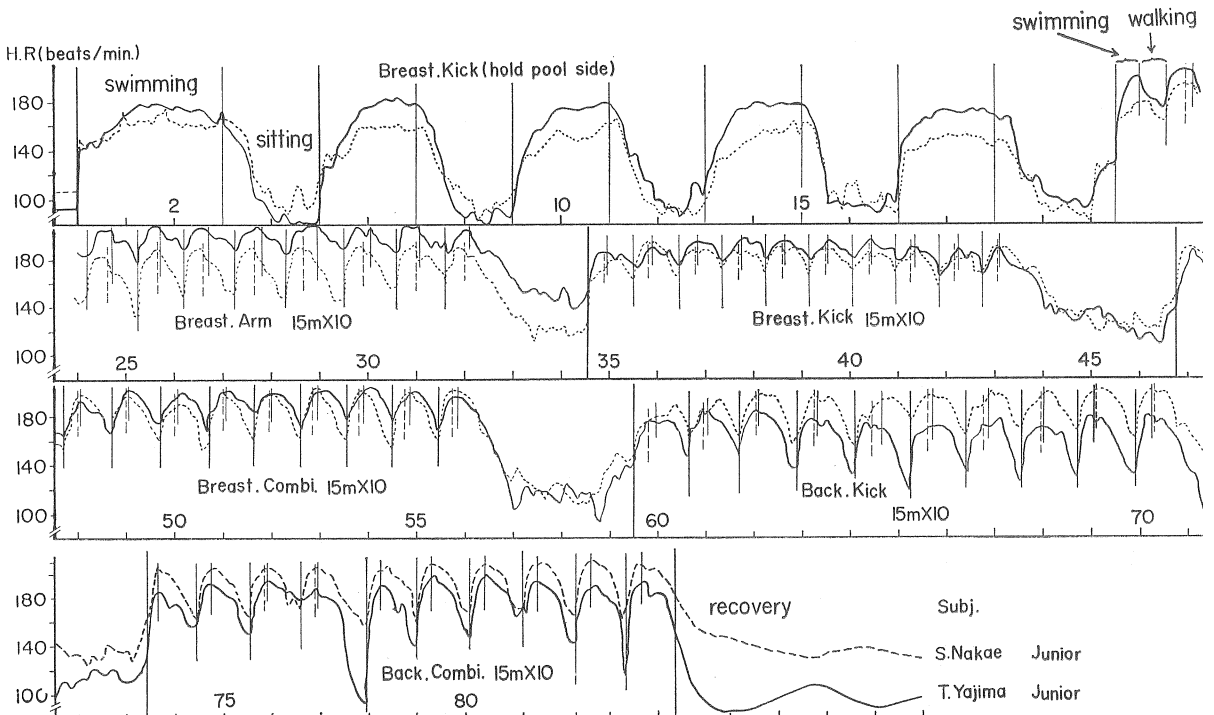 swimming walking
H.R(beats/min.)
swimming
Breast.Kick(hold pool side)
sitting
180
140
100
2
10
15
180
140
100
Breast.Arm 15mX10
Breast.Kick 15mX10
25
30
35
40
45
180
140
100
Breast.Combi. 15mX10
Back.Kick
15mX10
50
55
60
70
180
140
100
recovery
Subj.
S.Nakae Junior
T.Yajima Junior
Back.Combi. 15mX10
75
80